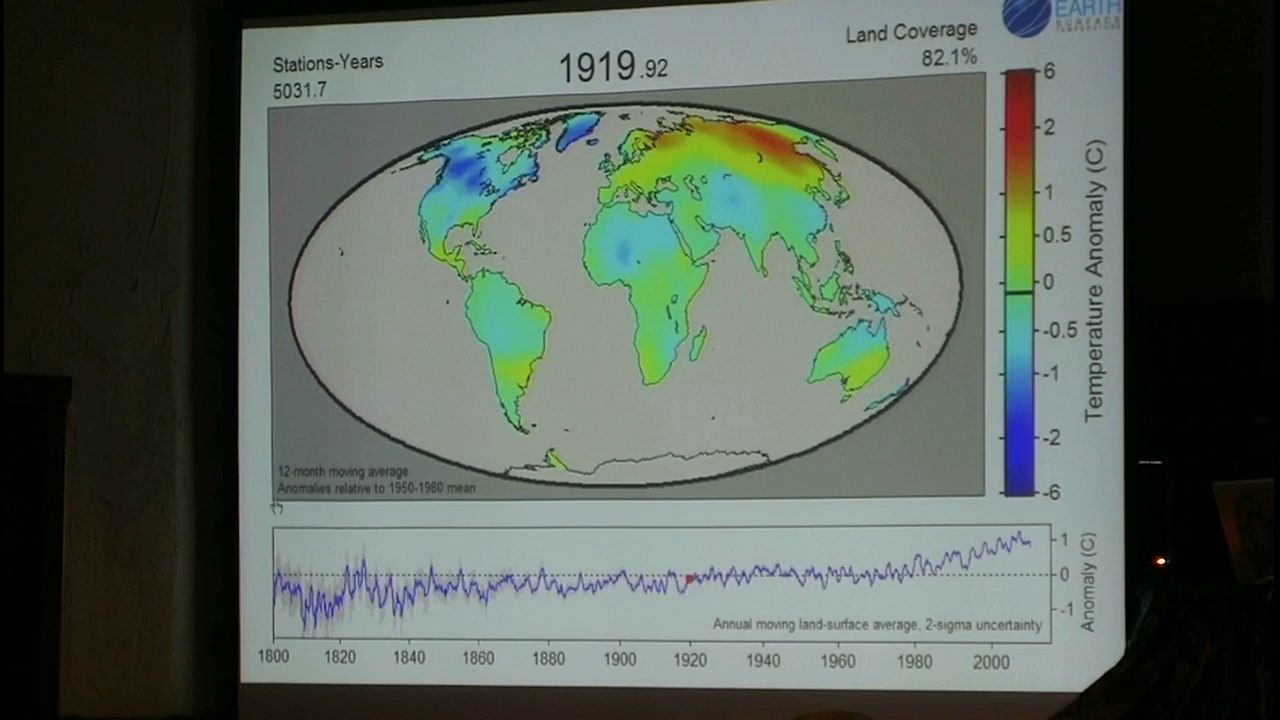 EARTH
SURFACE
TEMPERATURE
Stations-Years
5031.7
1919.92
Land Coverage
82.1%
6
2
1
0.5
0
-0.5
-1
-2
-6
Temperature Anomaly (C)
12-month moving average
Anomalies relative to 1950-1980 mean
1
0
-1
Anomaly (C)
Annual moving land-surface average, 2-sigma uncertainty
1800 1820 1840 1860 1880 1900 1920 1940 1960 1980 2000